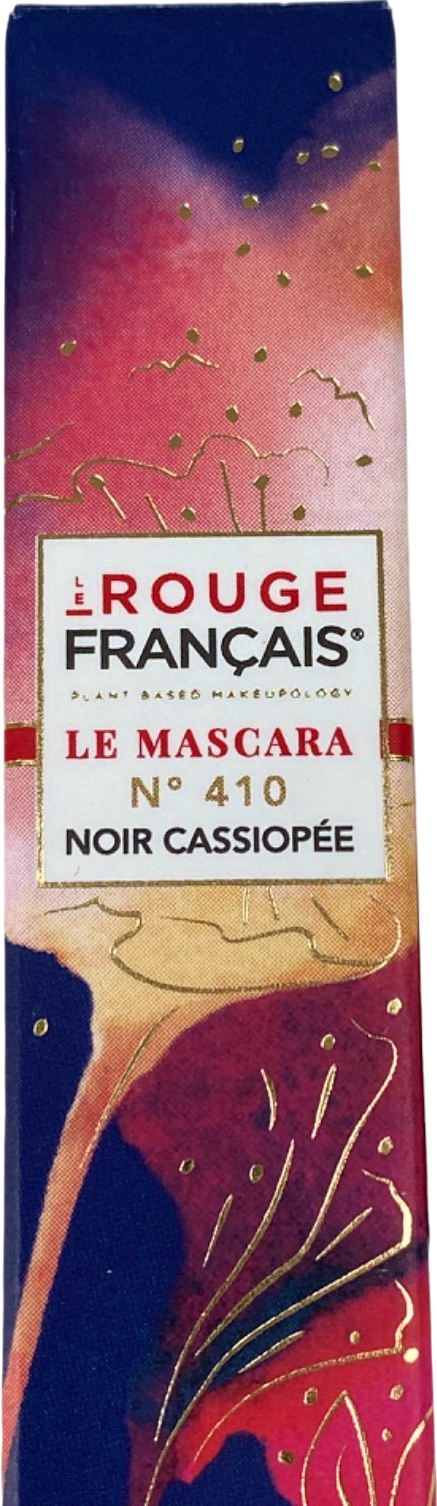 LE ROUGE
FRANÇAIS®
PLANT BASED MAKEUPOLOGY
LE MASCARA
N° 410
NOIR CASSIOPÉE